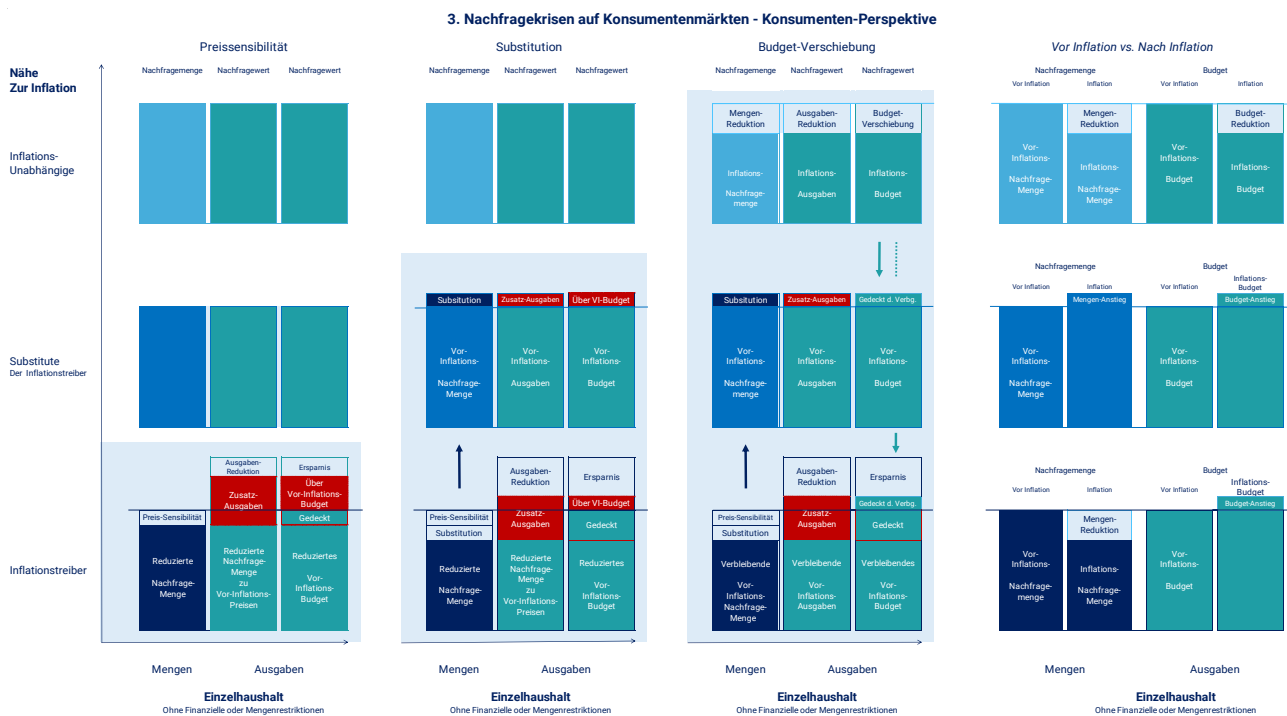 3. Nachfragekrisen auf Konsumentenmärkten - Konsumenten-Perspektive
Preissensibilität
Substitution
Budget-Verschiebung
Vor Inflation vs. Nach Inflation
Nähe
Zur Inflation
Nachfragemenge Nachfragewert Nachfragewert
Nachfragemenge Nachfragewert Nachfragewert
Nachfragemenge Nachfragewert Nachfragewert
Nachfragemenge
Budget
Vor Inflation
Inflation
Vor Inflation
Inflation
Inflations-
Unabhängige
Mengen-
Reduktion
Inflations-
Nachfrage-
menge
Ausgaben-
Reduktion
Inflations-
Ausgaben
Budget-
Verschiebung
Inflations-
Budget
Vor-
Inflations-
Nachfrage-
Menge
Mengen-
Reduktion
Inflations-
Nachfrage-
Menge
Vor-
Inflations-
Budget
Budget-
Reduktion
Inflations-
Budget
Substitute
Der Inflationstreiber
Subsitution
Vor-
Inflations-
Nachfrage-
Menge
Zusatz-Ausgaben
Vor-
Inflations-
Ausgaben
Über VI-Budget
Vor-
Inflations-
Budget
Subsitution
Vor-
Inflations-
Nachfrage-
menge
Zusatz-Ausgaben
Vor-
Inflations-
Ausgaben
Gedeckt d. Verbg.
Vor-
Inflations-
Budget
Nachfragemenge
Budget
Vor Inflation
Inflation
Vor Inflation
Inflations-
Budget
Vor-
Inflations-
Nachfrage-
Menge
Mengen-Anstieg
Vor-
Inflations-
Budget
Budget-Anstieg
Inflationstreiber
Preis-Sensibilität
Reduzierte
Nachfrage-
Menge
Ausgaben-
Reduktion
Zusatz-
Ausgaben
Reduzierte
Nachfrage-
Menge
zu
Vor-Inflations-
Preisen
Ersparnis
Über
Vor-Inflations-
Budget
Gedeckt
Reduziertes
Vor-
Inflations-
Budget
Preis-Sensibilität
Substitution
Reduzierte
Nachfrage-
Menge
Ausgaben-
Reduktion
Zusatz-
Ausgaben
Reduzierte
Nachfrage-
Menge
zu
Vor-Inflations-
Preisen
Ersparnis
Über VI-Budget
Gedeckt
Reduziertes
Vor-
Inflations-
Budget
Preis-Sensibilität
Substitution
Verbleibende
Vor-
Inflations-
Nachfrage-
Menge
Ausgaben-
Reduktion
Zusatz-
Ausgaben
Verbleibende
Vor-
Inflations-
Ausgaben
Ersparnis
Gedeckt d. Verbg.
Gedeckt
Verbleibendes
Vor-
Inflations-
Budget
Nachfragemenge
Budget
Vor Inflation
Inflation
Vor Inflation
Inflations-
Budget
Vor-
Inflations-
Nachfrage-
menge
Mengen-
Reduktion
Inflations-
Nachfrage-
Menge
Vor-
Inflations-
Budget
Budget-Anstieg
Mengen
Ausgaben
Mengen
Ausgaben
Mengen
Ausgaben
Mengen
Ausgaben
Einzelhaushalt
Ohne Finanzielle oder Mengenrestriktionen
Einzelhaushalt
Ohne Finanzielle oder Mengenrestriktionen
Einzelhaushalt
Ohne Finanzielle oder Mengenrestriktionen
Einzelhaushalt
Ohne Finanzielle oder Mengenrestriktionen